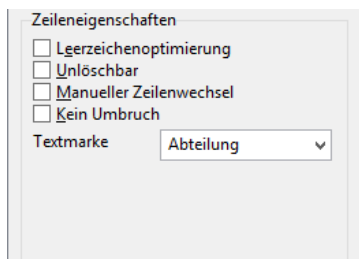 Zeileneigenschaften
Leerzeichenoptimierung
Unlöschbar
Manueller Zeilenwechsel
Kein Umbruch
Textmarke Abteilung